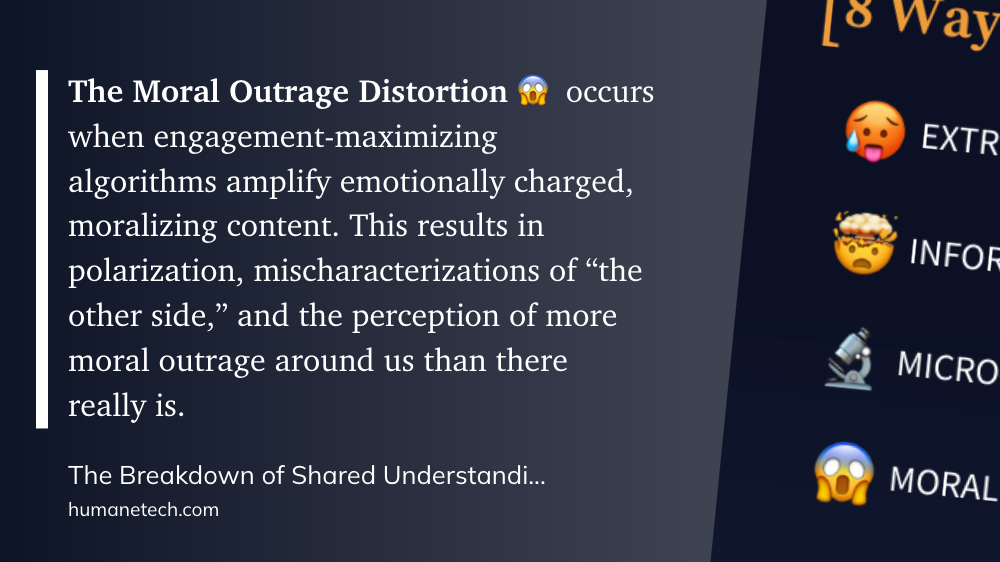 The Moral Outrage Distortion 😱 occurs
when engagement-maximizing
algorithms amplify emotionally charged,
moralizing content. This results in
polarization, mischaracterizations of “the
other side,” and the perception of more
moral outrage around us than there
really is.
The Breakdown of Shared Understandi...
humanetech.com
[8 Way
EXTR
INFOR
MICRO
MORAL